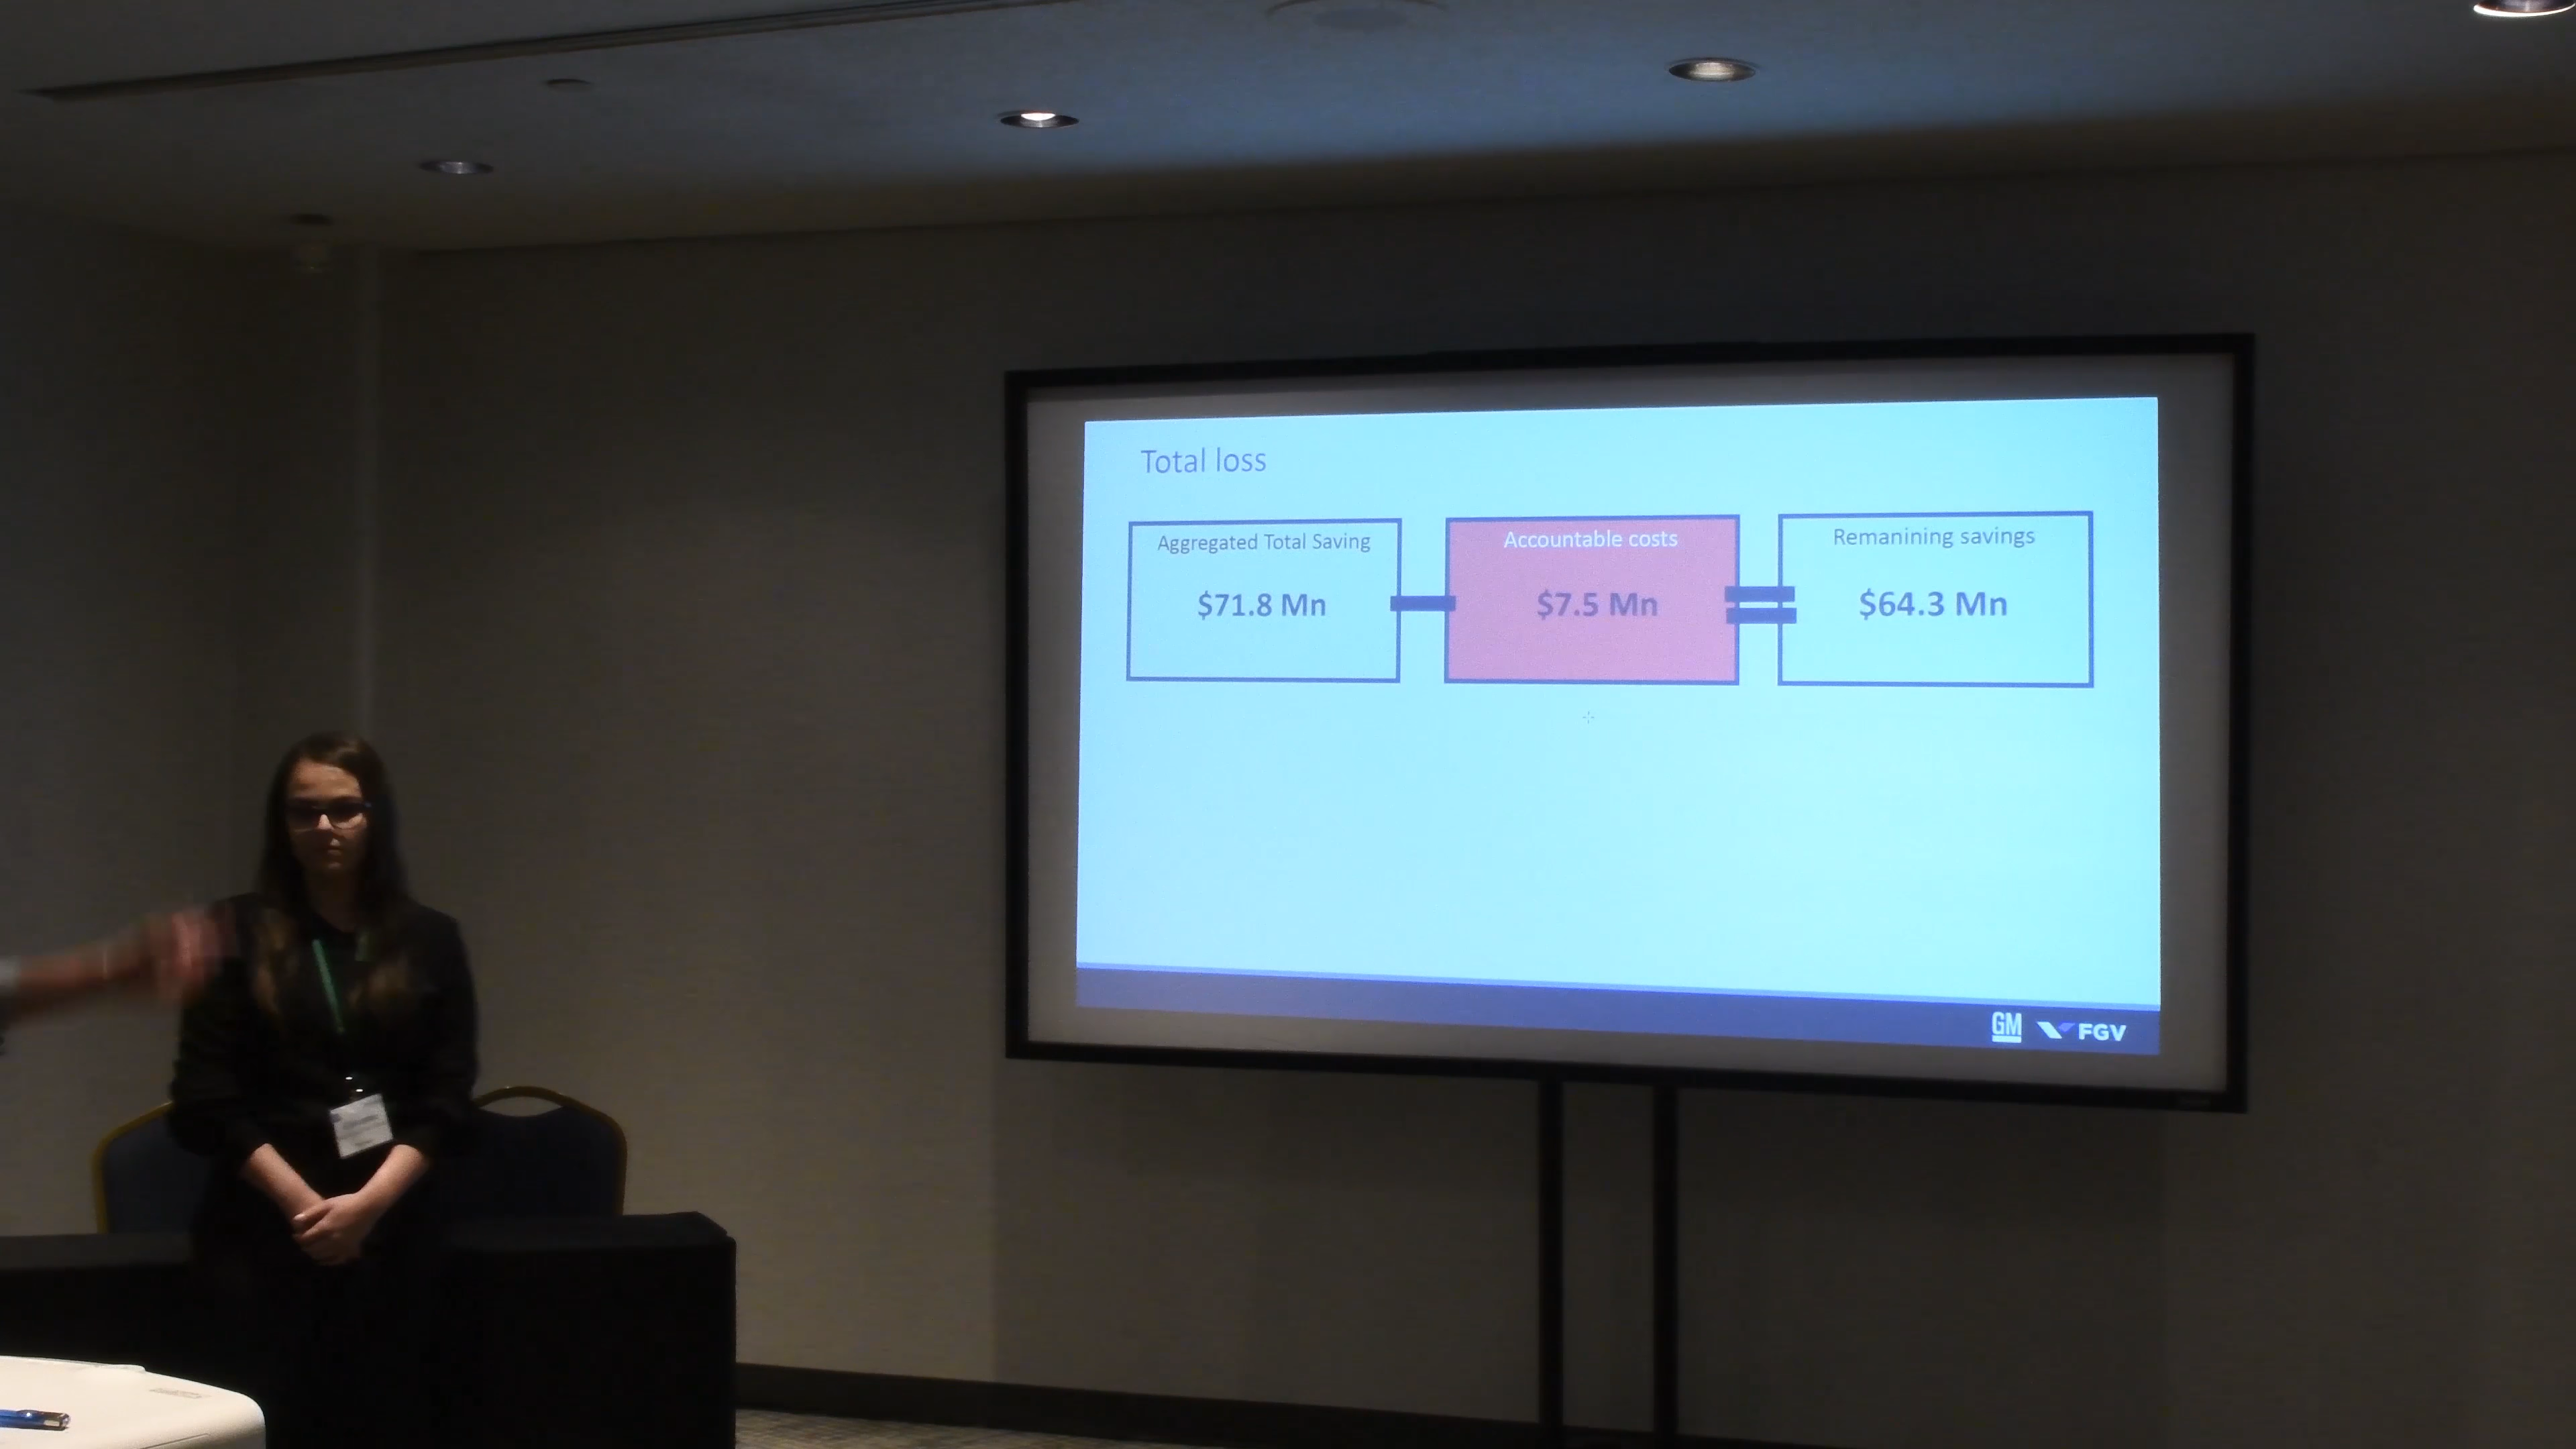 Total loss
Aggregated Total Saving
$71.8 Mn
Accountable costs
$7.5 Mn
Remanining savings
$64.3 Mn
GM
FGV